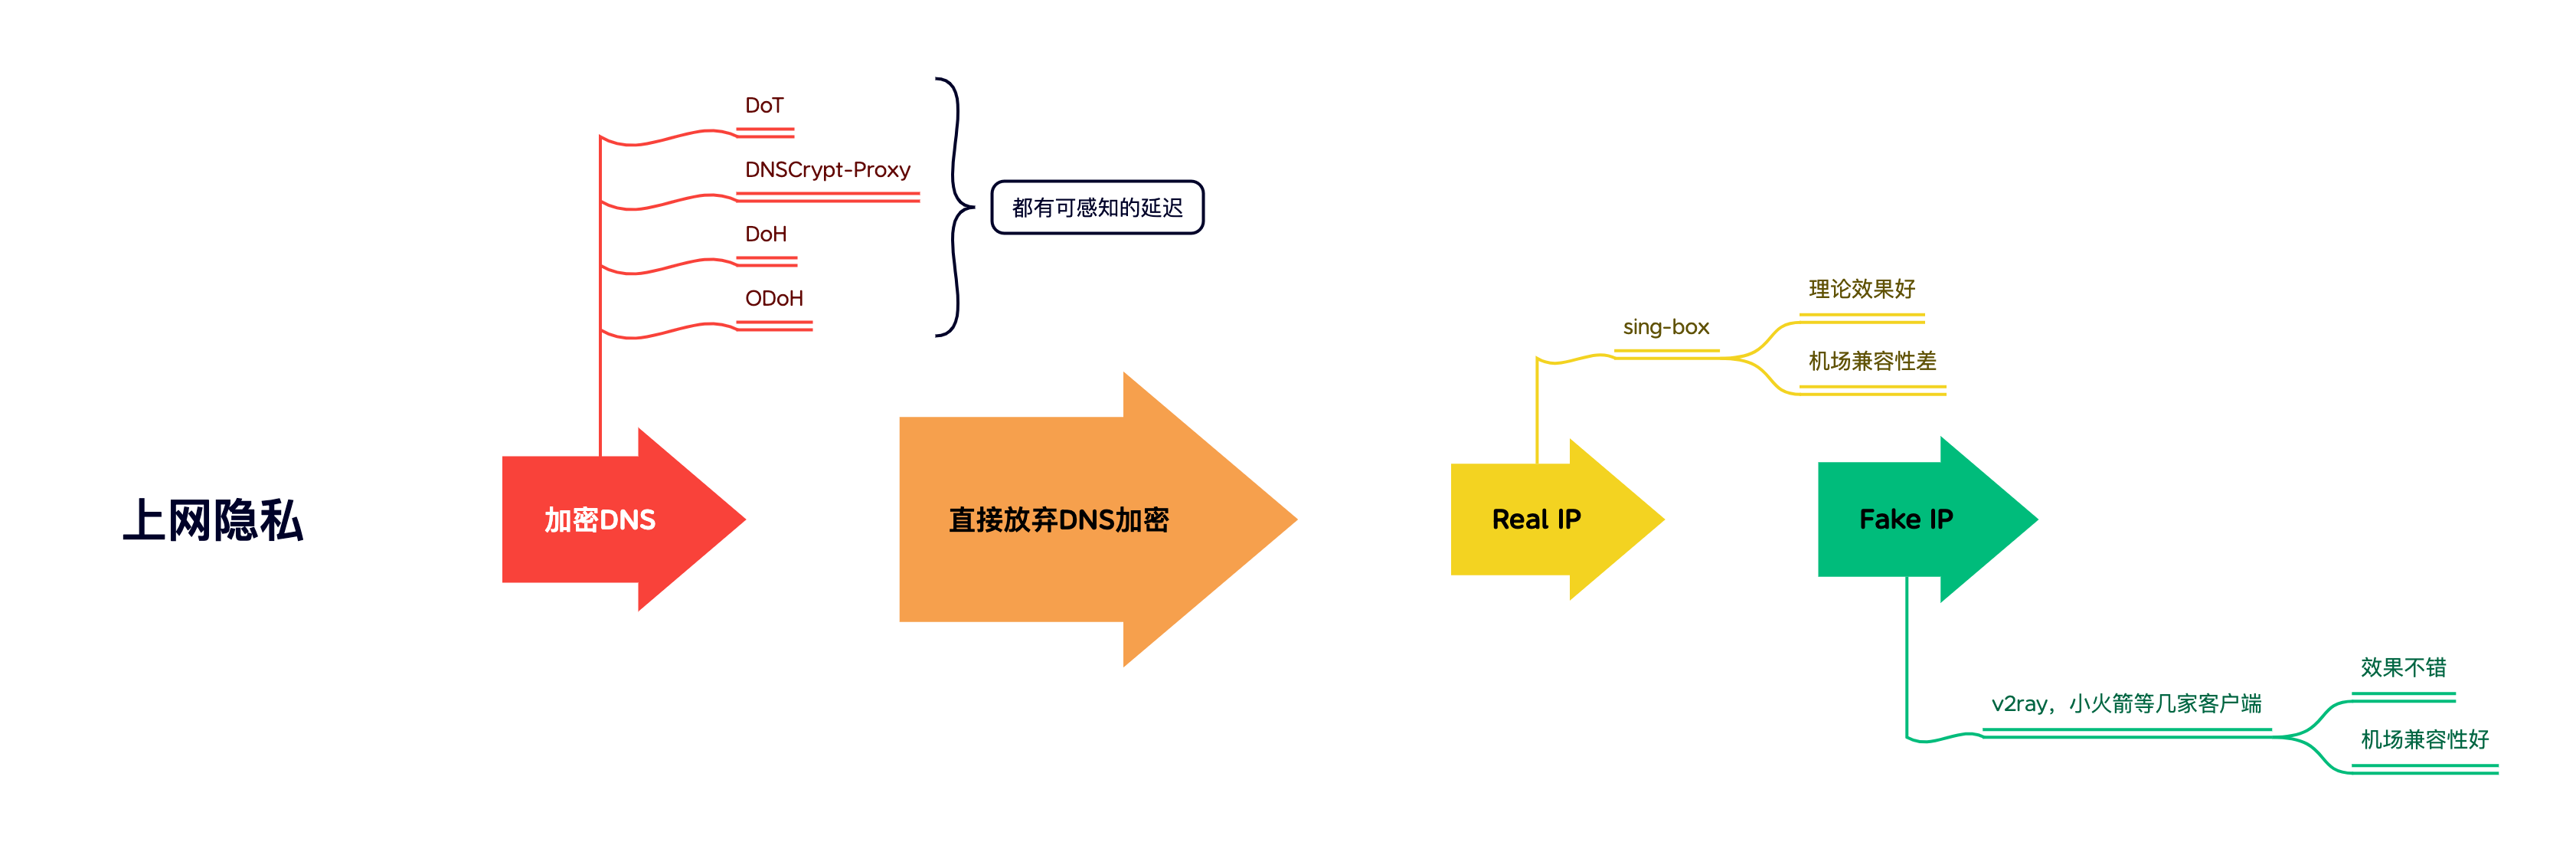 上网隐私
加密DNS
DoT
DNSCrypt-Proxy
DoH
ODoH
都有可感知的延迟
直接放弃DNS加密
Real IP
sing-box
理论效果好
机场兼容性差
Fake IP
v2ray，小火箭等几家客户端
效果不错
机场兼容性好